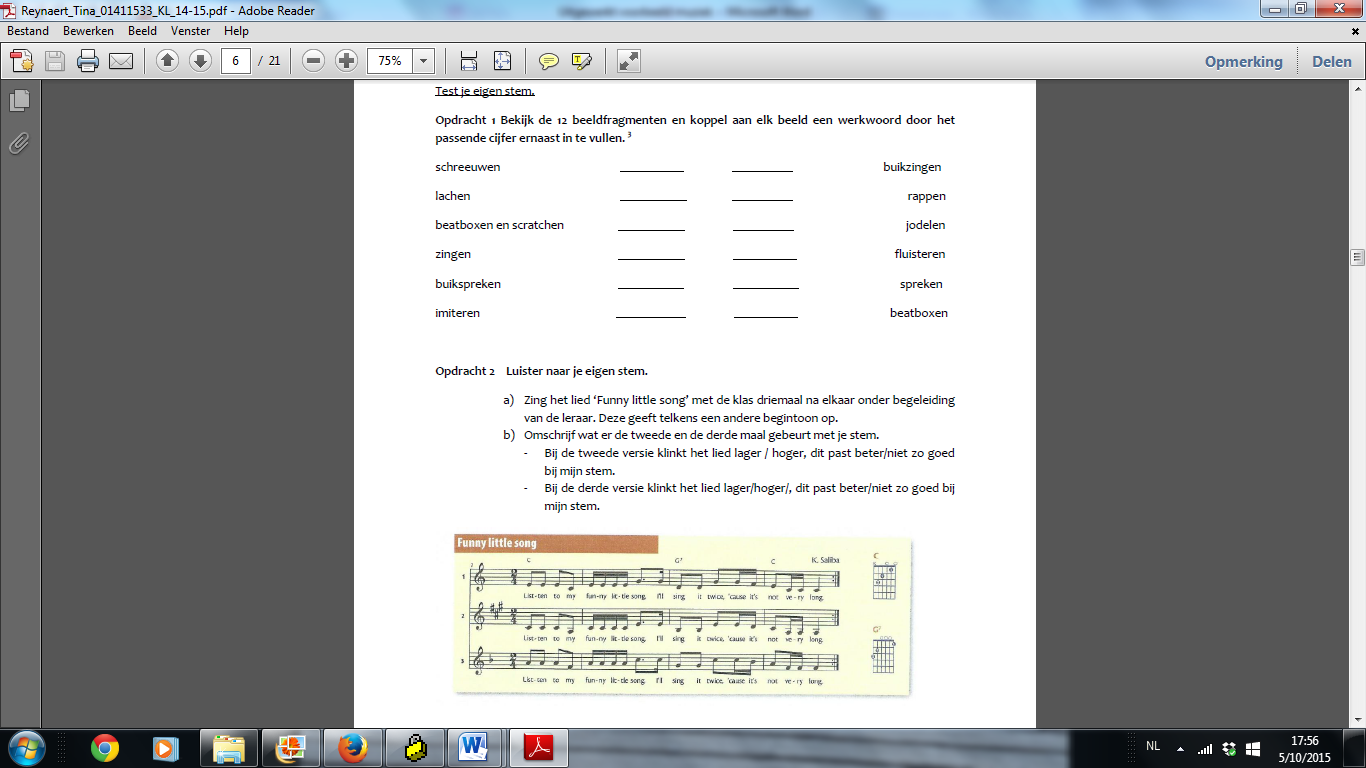 Reynaert_Tina_01411533_KL_14-15.pdf - Adobe Reader
Bestand Bewerken Beeld Venster Help
6 / 21 75% Opmerking Delen
Test je eigen stem.
Opdracht 1 Bekijk de 12 beeldfragmenten en koppel aan elk beeld een werkwoord door het
passende cijfer ernaast in te vullen. 3
schreeuwen buikzingen
lachen rappen
beatboxen en scratchen jodelen
zingen fluisteren
buikspreken spreken
imiteren beatboxen
Opdracht 2 Luister naar je eigen stem.
a) Zing het lied ‘Funny little song’ met de klas driemaal na elkaar onder begeleiding
van de leraar. Deze geeft telkens een andere begintoon op.
b) Omschrijf wat er de tweede en de derde maal gebeurt met je stem.
- Bij de tweede versie klinkt het lied lager / hoger, dit past beter/niet zo goed
bij mijn stem.
- Bij de derde versie klinkt het lied lager/hoger/, dit past beter/niet zo goed bij
mijn stem.
Funny little song
C G7 C K. Saliba C
1
List-ten to my fun-ny lit-tle song, I'll sing it twice, 'cause it's not ve-ry long.
2 G7
List-ten to my fun-ny lit-tle song, I'll sing it twice, 'cause it's not ve-ry long.
3
List-ten to my fun-ny lit-tle song, I'll sing it twice, 'cause it's not ve-ry long.
NL 17:56
5/10/2015